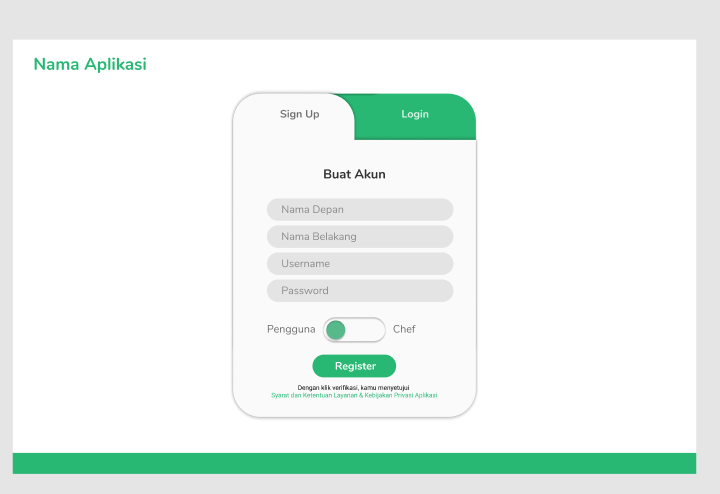 Nama Aplikasi
Sign Up
Login
Buat Akun
Nama Depan
Nama Belakang
Username
Password
Pengguna
Chef
Register
Dengan klik verifikasi, kamu menyetujui
Syarat dan Ketentuan Layanan & Kebijakan Privasi Aplikasi